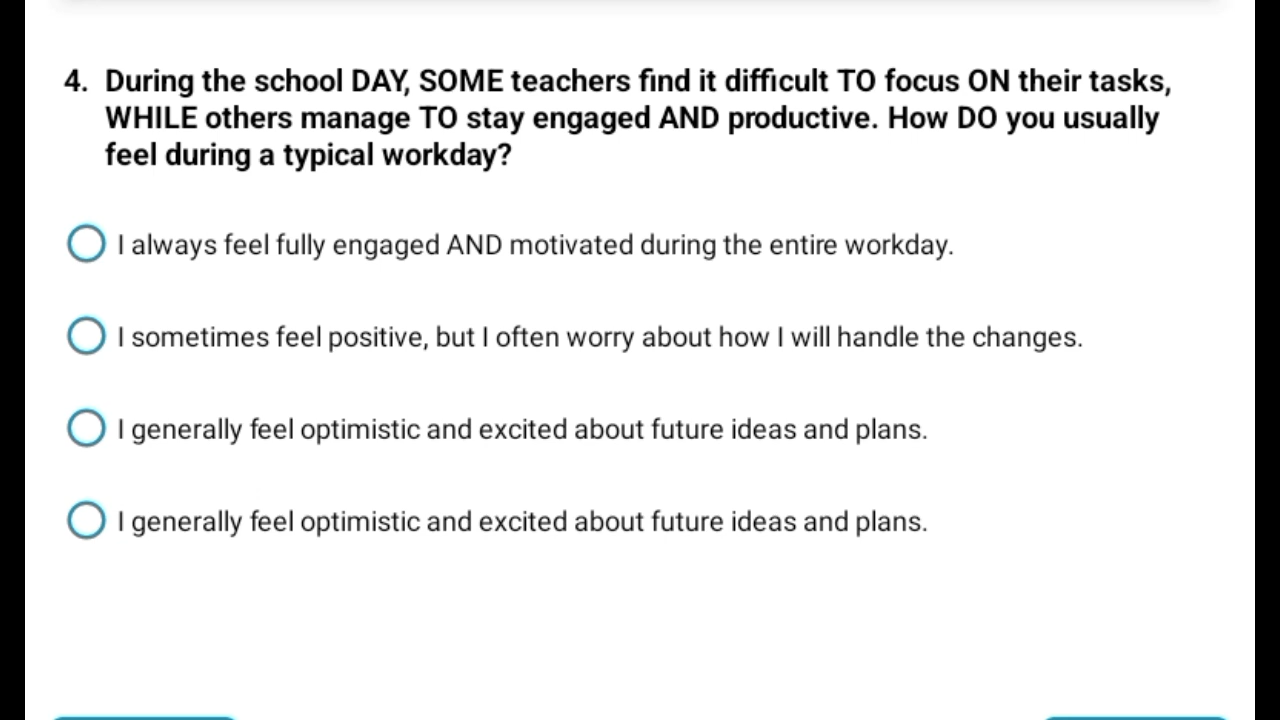 4. During the school DAY, SOME teachers find it difficult TO focus ON their tasks,
WHILE others manage TO stay engaged AND productive. How DO you usually
feel during a typical workday?
I always feel fully engaged AND motivated during the entire workday.
I sometimes feel positive, but I often worry about how I will handle the changes.
I generally feel optimistic and excited about future ideas and plans.
I generally feel optimistic and excited about future ideas and plans.